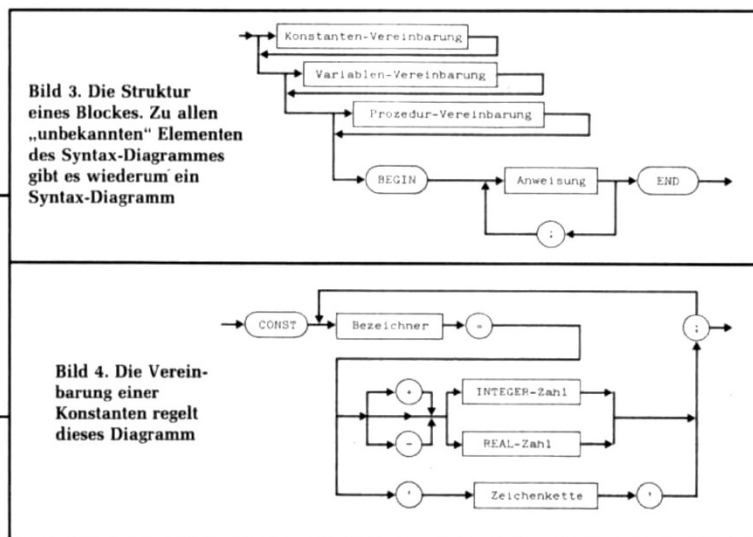 Bild 3. Die Struktur
eines Blockes. Zu allen
„unbekannten“ Elementen
des Syntax-Diagrammes
gibt es wiederum ein
Syntax-Diagramm
Konstanten-Vereinbarung
Variablen-Vereinbarung
Prozedur-Vereinbarung
BEGIN
Anweisung
END
;
Bild 4. Die Verein-
barung einer
Konstanten regelt
dieses Diagramm
CONST
Bezeichner
=
;
+
-
INTEGER-Zahl
REAL-Zahl
'
Zeichenkette
'